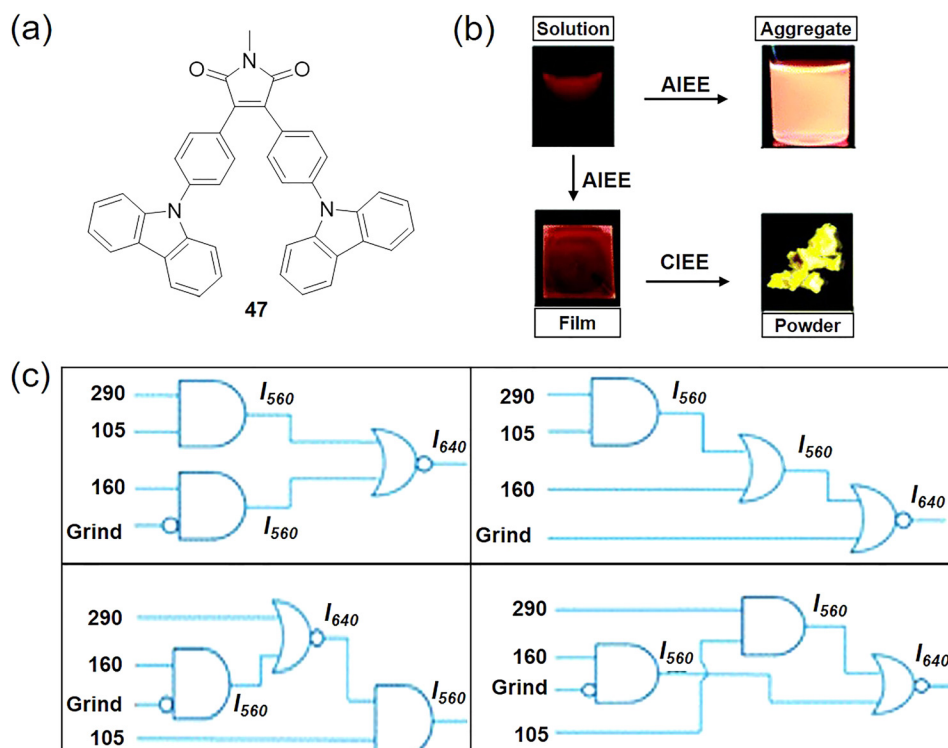 (a)
N
O
O
N
N
47
(b)
Solution
Aggregate
AIEE
AIEE
CIEE
Film
Powder
(c)
290
105
160
Grind
I560
I560
I640
290
105
160
Grind
I560
I560
I640
290
160
Grind
105
I560
I640
I560
290
160
Grind
105
I560
I560
I640